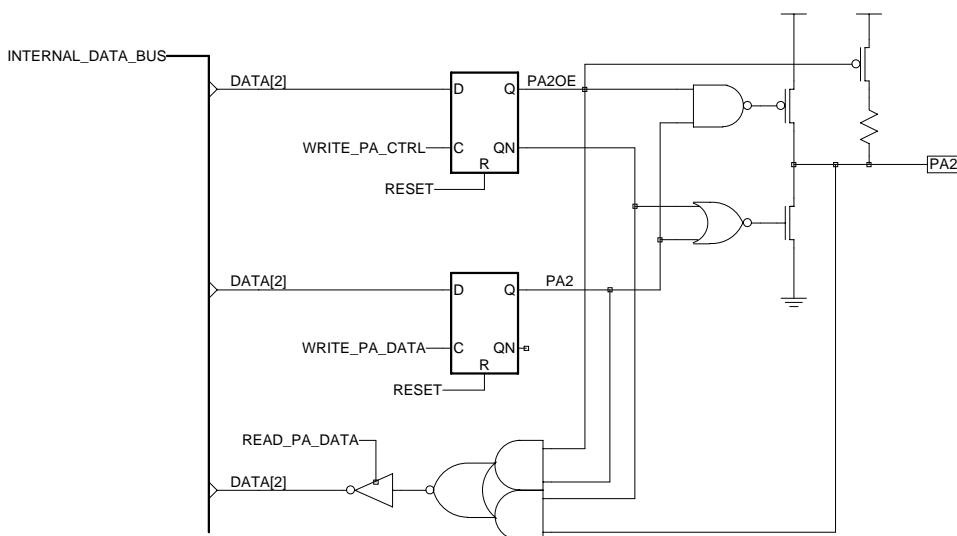 INTERNAL_DATA_BUS
DATA[2]
D
Q
PA2OE
WRITE_PA_CTRL
C
QN
R
RESET
PA2
DATA[2]
D
Q
PA2
WRITE_PA_DATA
C
QN
R
RESET
READ_PA_DATA
DATA[2]